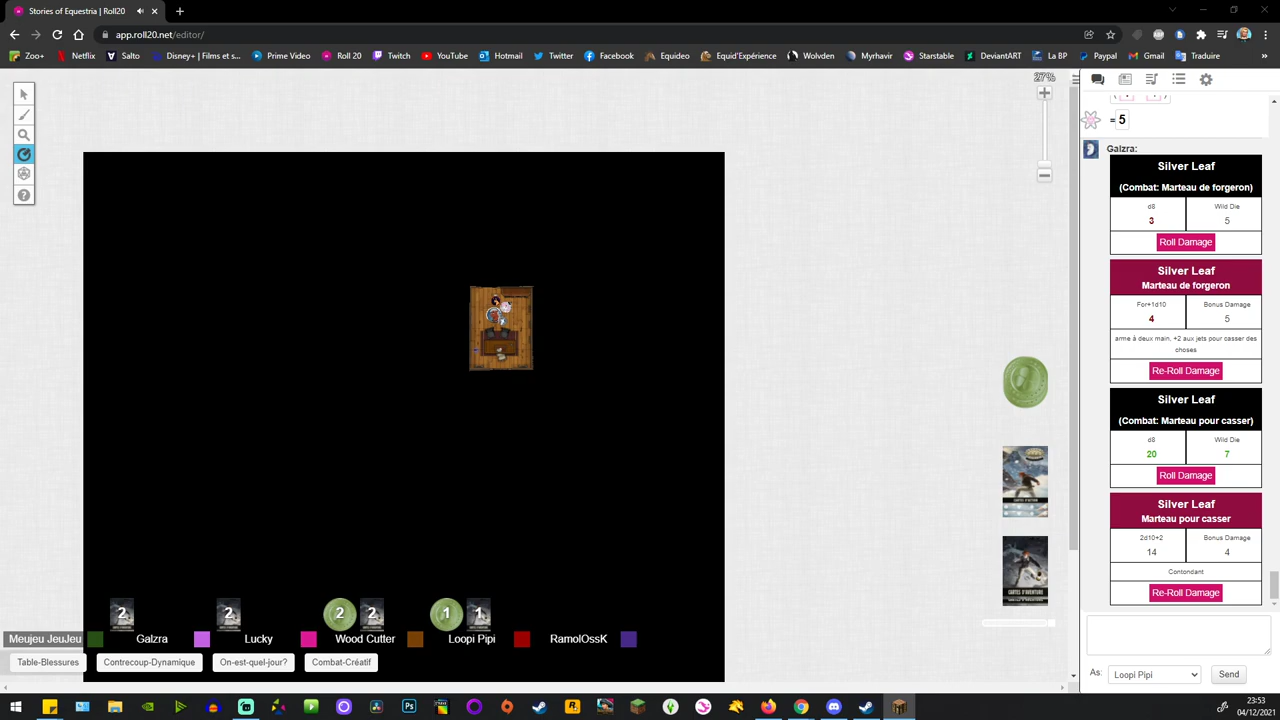 Stories of Equestria | Roll20
app.roll20.net/editor/
Zoo+ Netflix Salto Disney+ | Films et s... Prime Video Roll 20 Twitch YouTube Hotmail Twitter Facebook Equideo Equid'Expérience Wolvden Myrhavir Starstable DeviantART La BP Paypal Gmail Traduire »
27%
= 5
Galzra:
Silver Leaf
(Combat: Marteau de forgeron)
d8 Wild Die
3 5
Roll Damage
Silver Leaf
Marteau de forgeron
For+1d10 Bonus Damage
4 5
arme à deux main. +2 aux jets pour casser des
choses
Re-Roll Damage
Silver Leaf
(Combat: Marteau pour casser)
d8 Wild Die
20 7
Roll Damage
Silver Leaf
Marteau pour casser
2d10+2 Bonus Damage
14 4
Contondant
Re-Roll Damage
CARTES D'AVENTURE
2 2 2 2 1 1
Meujeu JeuJeu Galzra Lucky Wood Cutter Loopi Pipi RamolOssK
Table-Blessures Contrecoup-Dynamique On-est-quel-jour? Combat-Créatif
As: Loopi Pipi Send
23:53
04/12/2021